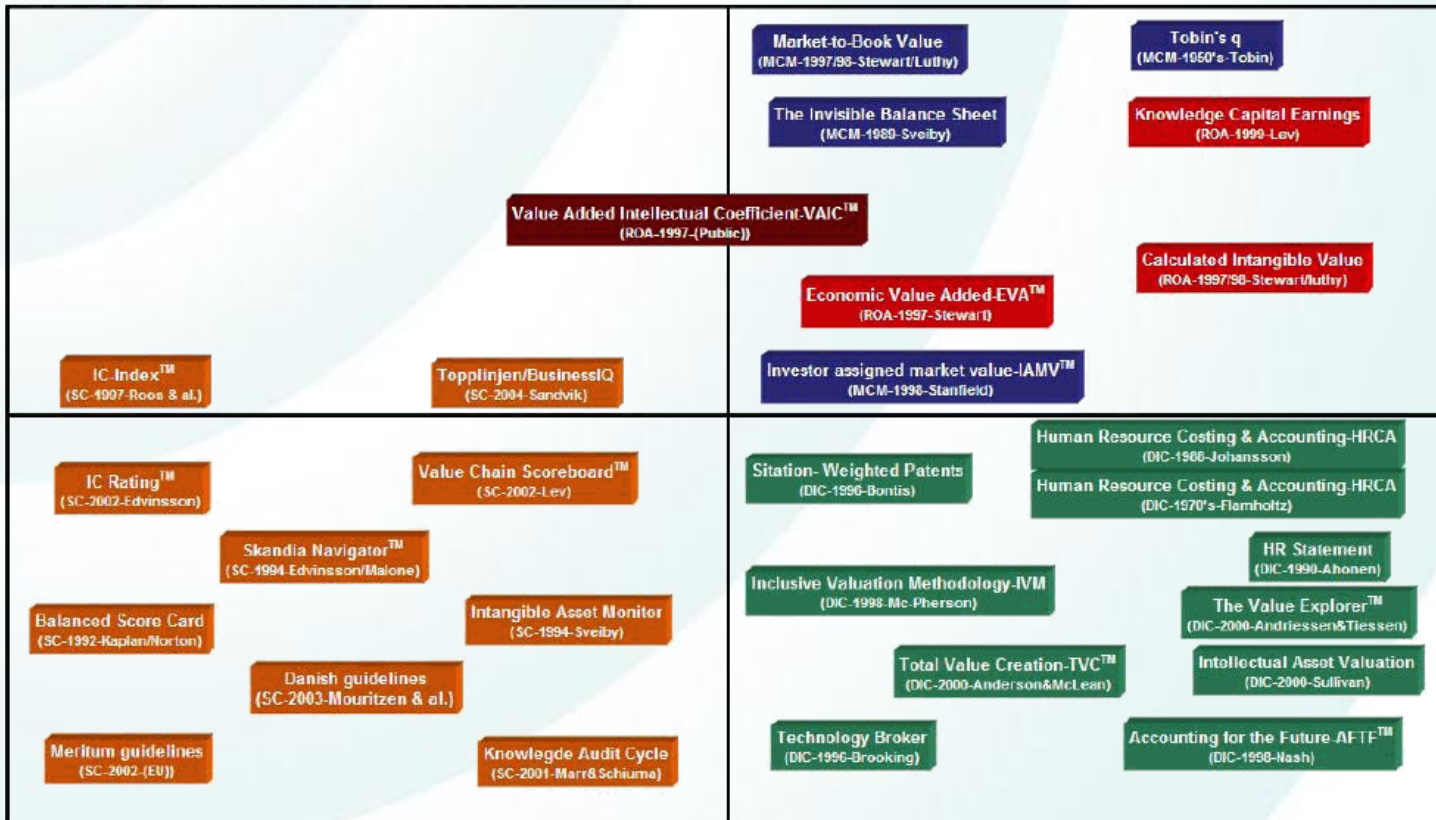 Market-to-Book Value
(MCM-1997/98-Stewart/Luthy)
Tobin's q
(MCM-1950's-Tobin)
The Invisible Balance Sheet
(MCM-1989-Sveiby)
Knowledge Capital Earnings
(ROA-1999-Lev)
Value Added Intellectual Coefficient-VAIC™
(ROA-1997-(Public))
Calculated Intangible Value
(ROA-1997/98-Stewart/luthy)
Economic Value Added-EVA™
(ROA-1997-Stewart)
IC-Index™
(SC-1997-Roos & al.)
Topplinjen/BusinessIQ
(SC-2004-Sandvik)
Investor assigned market value-IAMV™
(MCM-1998-Stanfield)
IC Rating™
(SC-2002-Edvinsson)
Value Chain Scoreboard™
(SC-2002-Lev)
Skandia Navigator™
(SC-1994-Edvinsson/Malone)
Balanced Score Card
(SC-1992-Kaplan/Norton)
Intangible Asset Monitor
(SC-1994-Sveiby)
Danish guidelines
(SC-2003-Mouritzen & al.)
Meritum guidelines
(SC-2002-(EU))
Knowlegde Audit Cycle
(SC-2001-Marr&Schiuma)
Sitation- Weighted Patents
(DIC-1996-Bontis)
Human Resource Costing & Accounting-HRCA
(DIC-1988-Johansson)
Human Resource Costing & Accounting-HRCA
(DIC-1970's-Flamholtz)
HR Statement
(DIC-1990-Ahonen)
Inclusive Valuation Methodology-IVM
(DIC-1998-Mc-Pherson)
The Value Explorer™
(DIC-2000-Andriessen&Tiessen)
Total Value Creation-TVC™
(DIC-2000-Anderson&McLean)
Intellectual Asset Valuation
(DIC-2000-Sullivan)
Technology Broker
(DIC-1996-Brooking)
Accounting for the Future-AFTF™
(DIC-1998-Nash)